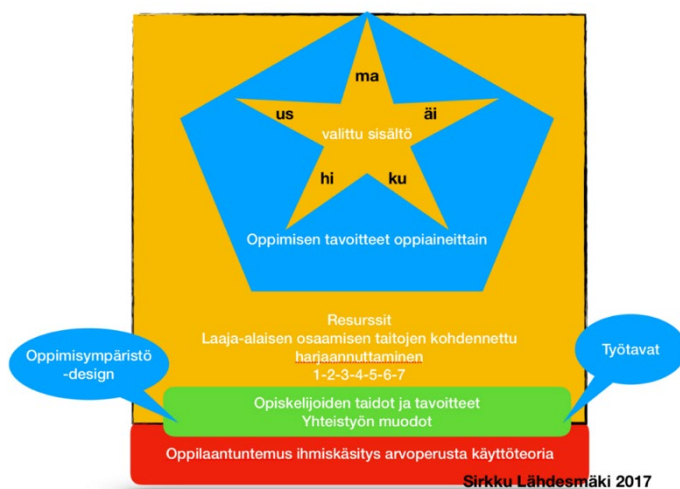 ma
us
äi
valittu sisältö
hi
ku
Oppimisen tavoitteet oppiaineittain
Resurssit
Laaja-alaisen osaamisen taitojen kohdennettu
harjaannuttaminen
1-2-3-4-5-6-7
Oppimisympäristö
-design
Työtavat
Opiskelijoiden taidot ja tavoitteet
Yhteistyön muodot
Oppilaantuntemus ihmiskäsitys arvoperusta käyttöteoria
Sirkku Lähdesmäki 2017